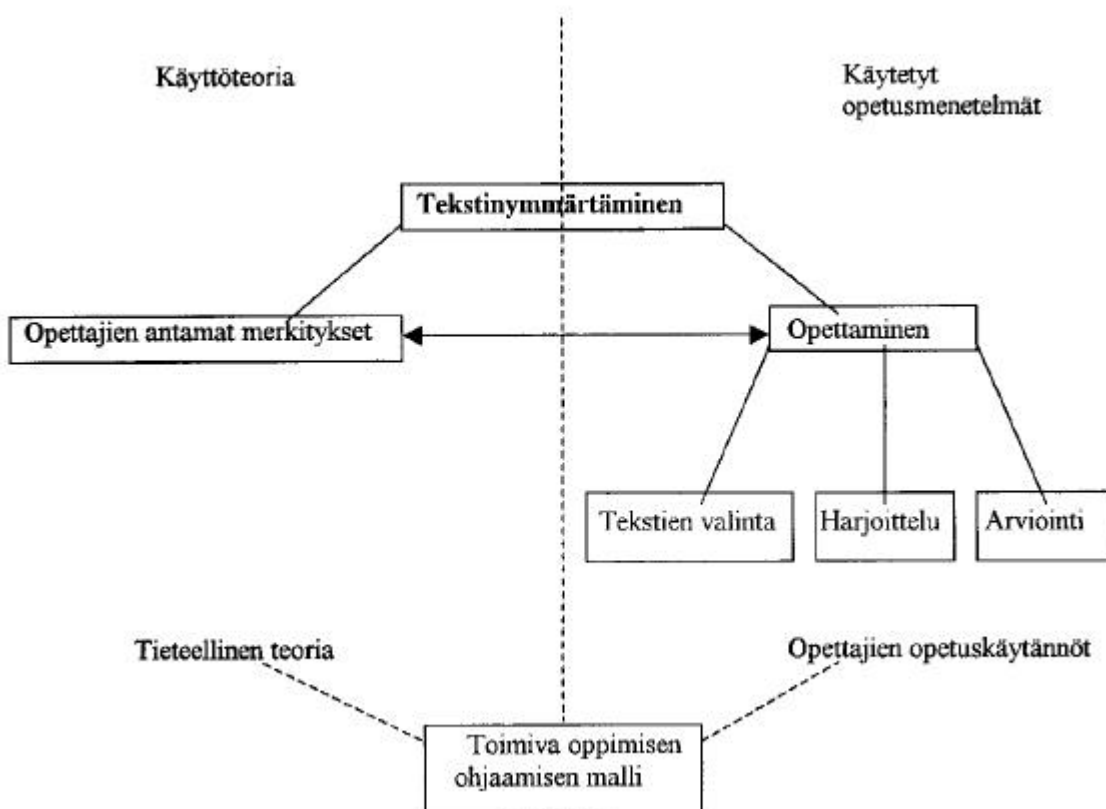 Käyttöteoria
Käytetyt
opetusmenetelmät
Tekstinymmärtäminen
Opettajien antamat merkitykset
Opettaminen
Tekstien valinta
Harjoittelu
Arviointi
Tieteellinen teoria
Opettajien opetuskäytännöt
Toimiva oppimisen
ohjaamisen malli